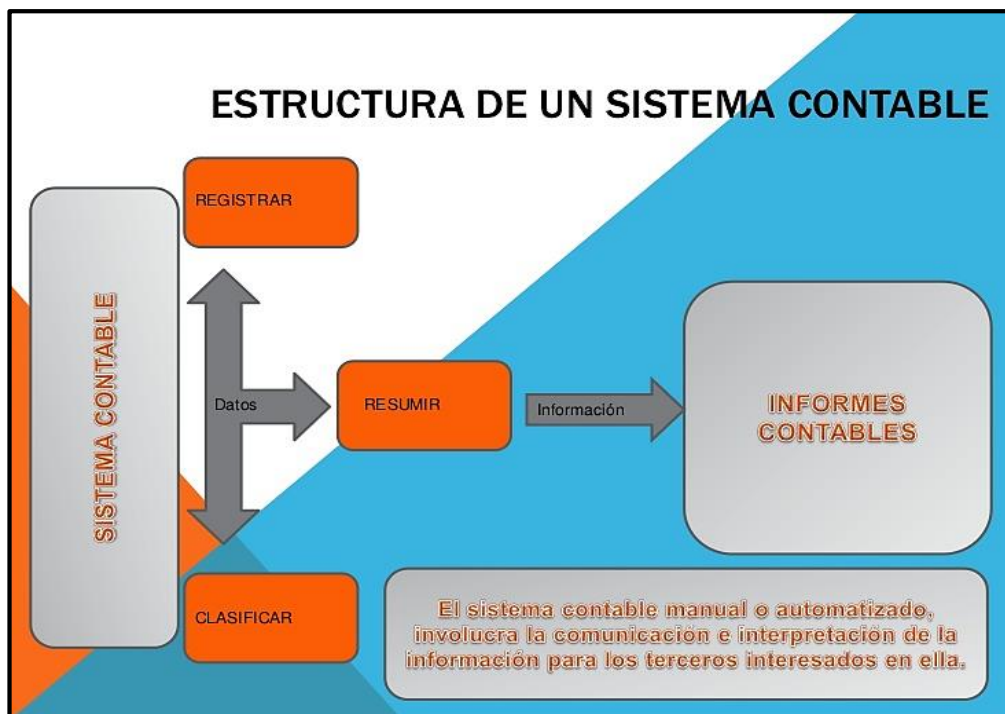 ESTRUCTURA DE UN SISTEMA CONTABLE
SISTEMA CONTABLE
REGISTRAR
Datos
RESUMIR
Información
INFORMES
CONTABLES
CLASIFICAR
El sistema contable manual o automatizado,
involucra la comunicación e interpretación de la
información para los terceros interesados en ella.